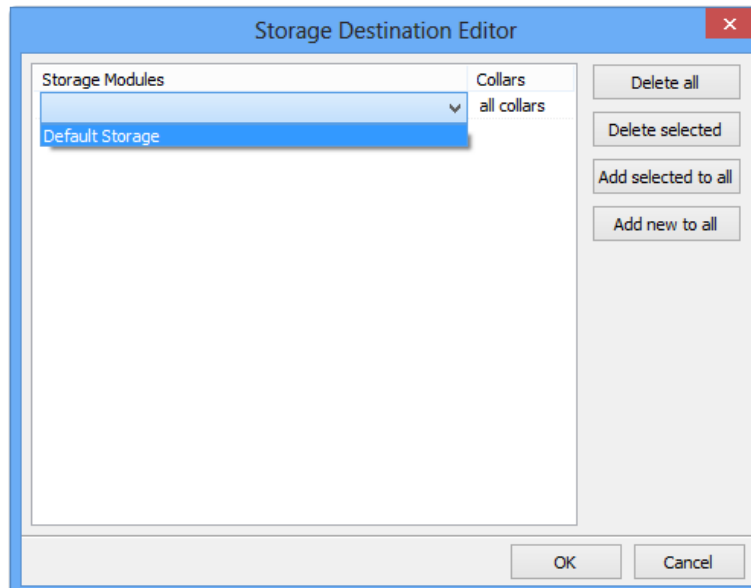 Storage Destination Editor
Storage Modules Collars
all collars
Default Storage
Delete all
Delete selected
Add selected to all
Add new to all
OK Cancel